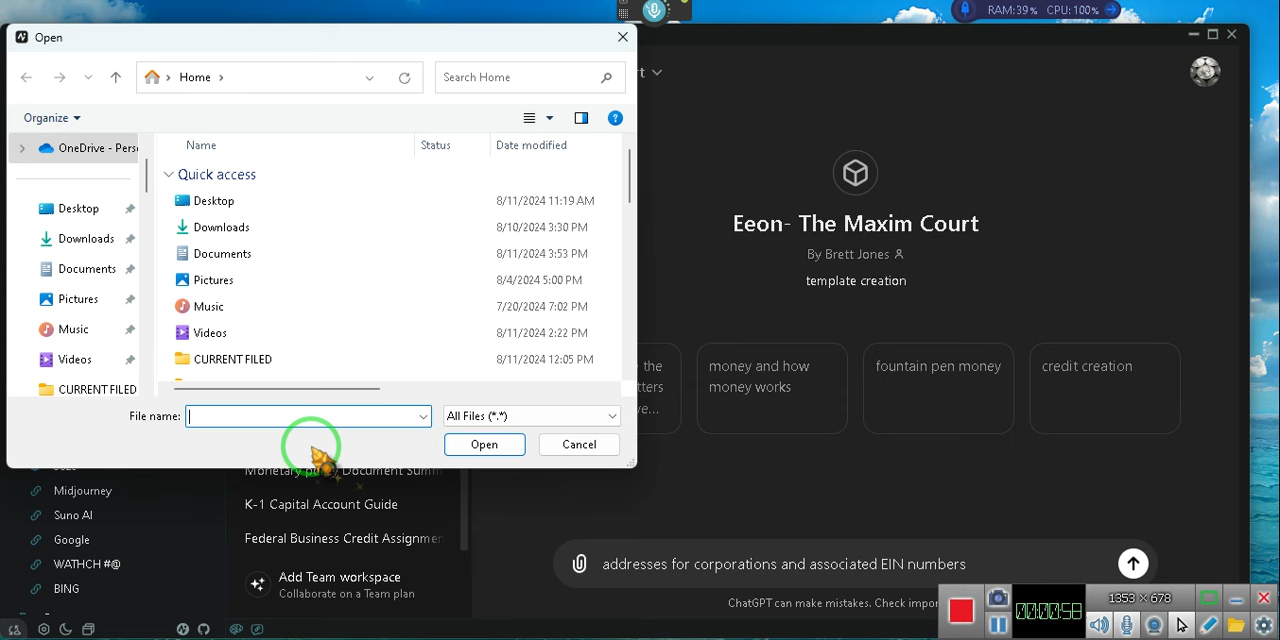 RAM:39% CPU:100%
Open
Home
Search Home
Organize
OneDrive - Pers
Name
Status
Date modified
Quick access
Desktop
Downloads
Documents
Pictures
Music
Videos
CURRENT FILED
Desktop 8/11/2024 11:19 AM
Downloads 8/10/2024 3:30 PM
Documents 8/11/2024 3:53 PM
Pictures 8/4/2024 5:00 PM
Music 7/20/2024 7:02 PM
Videos 8/11/2024 2:22 PM
CURRENT FILED 8/11/2024 12:05 PM
File name:
All Files (*.*)
Open
Cancel
Eeon- The Maxim Court
By Brett Jones
template creation
the
tters
ve...
money and how
money works
fountain pen money
credit creation
Midjourney
Suno AI
Google
WATHCH #@
BING
Document Summ
K-1 Capital Account Guide
Federal Business Credit Assignme
Add Team workspace
Collaborate on a Team plan
addresses for corporations and associated EIN numbers
ChatGPT can make mistakes. Check impor
1353 × 678
00:00:58